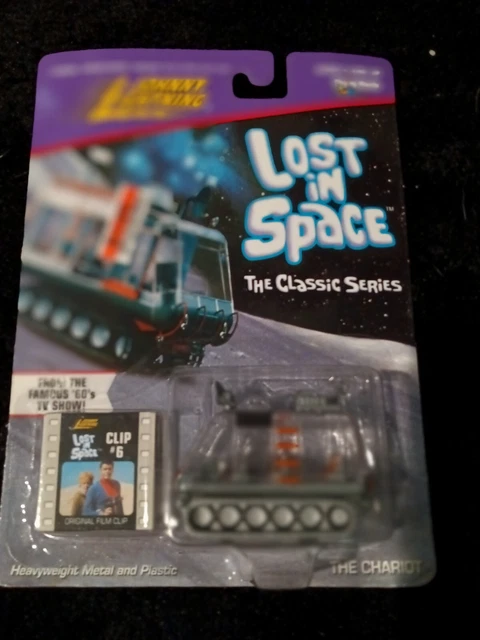 JOHNNY
LIGHTNING
LOST
IN
SPACE™
THE CLASSIC SERIES
FROM THE
FAMOUS '60's
TV SHOW!
LOST
IN
SPACE
CLIP
#6
ORIGINAL FILM CLIP
Heavyweight Metal and Plastic
THE CHARIOT